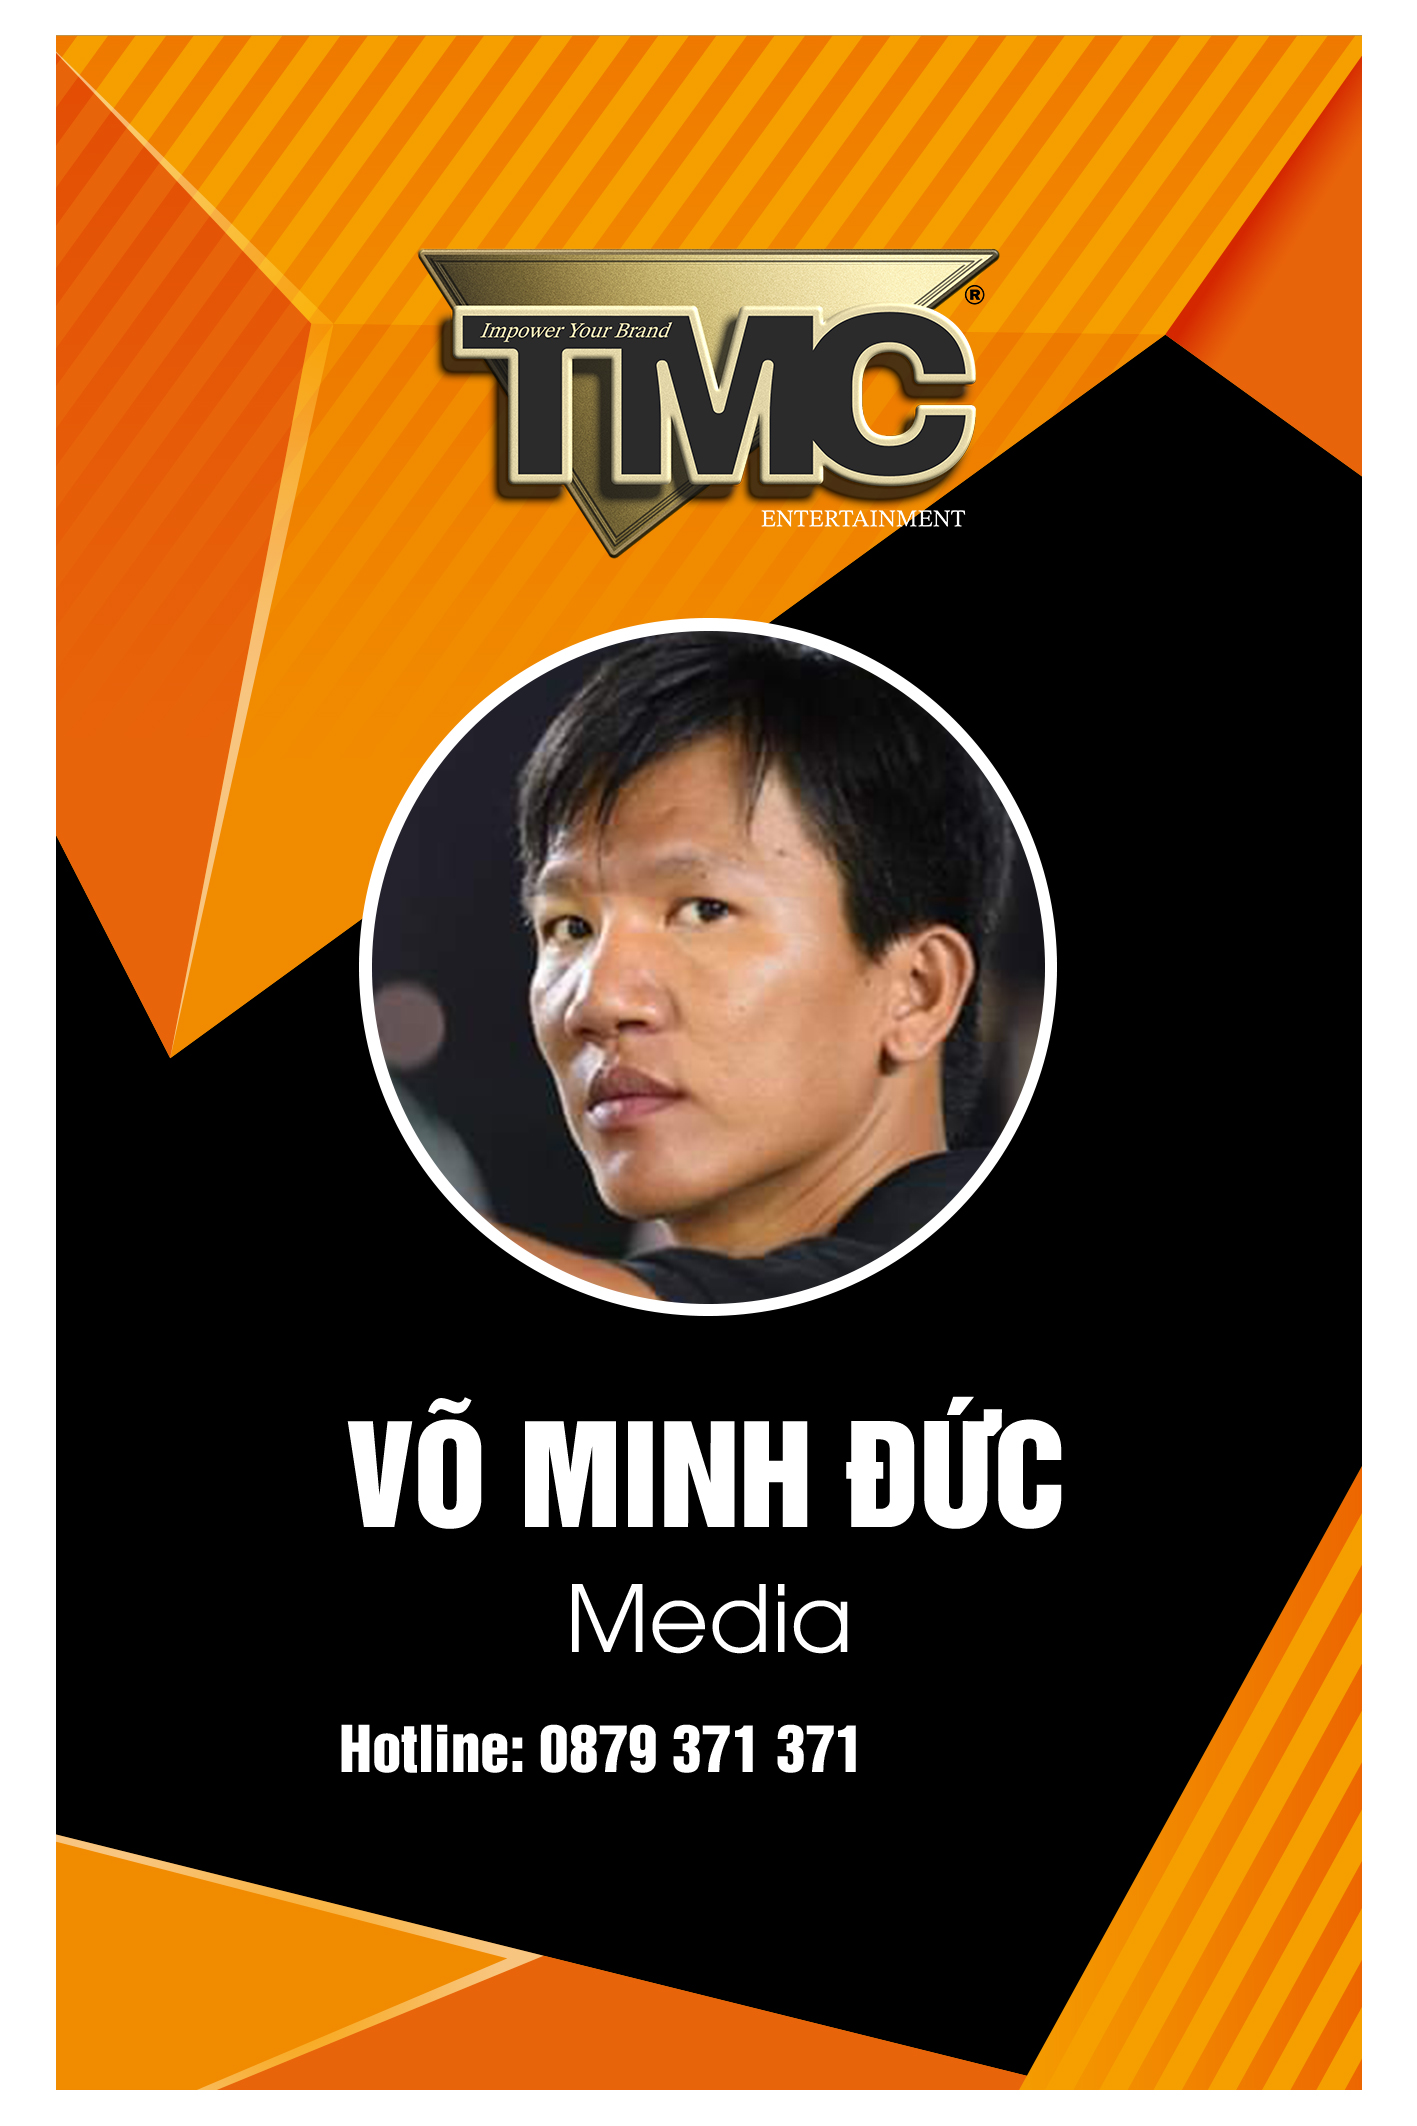 Impower Your Brand
TMC®
ENTERTAINMENT
VÕ MINH ĐỨC
Media
Hotline: 0879 371 371